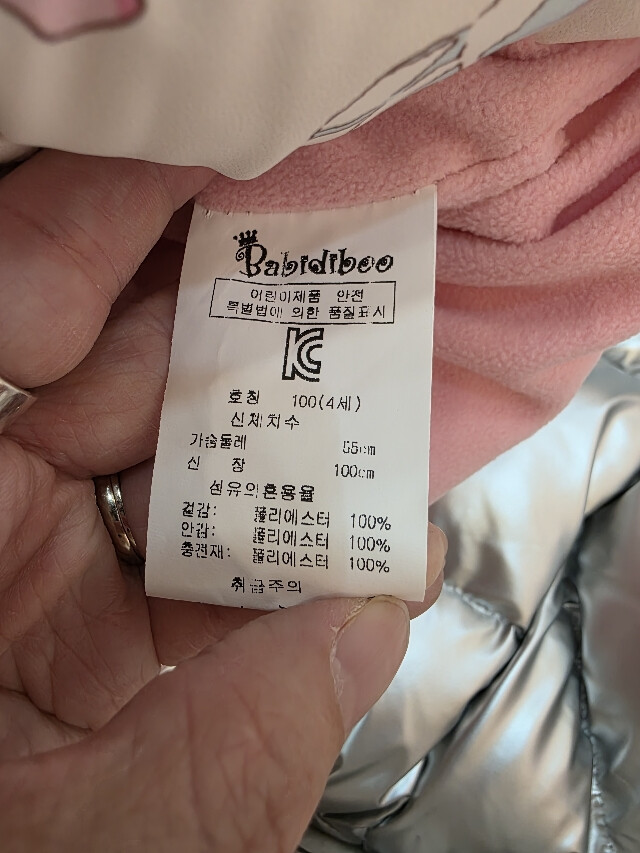 Babidiboo
어린이제품 안전
특별법에 의한 품질표시
KC
호칭 100(4세)
신체치수
가슴둘레 55cm
신 장 100cm
섬유의혼용율
겉감: 폴리에스터 100%
안감: 폴리에스터 100%
충전재: 폴리에스터 100%
취급주의